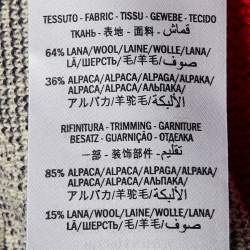 TESSUTO - FABRIC - TISSU - GEWEBE - TECIDO
ТКАНЬ - 表地 - 面料 - قماش
64% LANA/WOOL/LAINE/WOLLE/LANA/
LÃ/ШЕРСТЬ/毛/羊毛/صوف
36% ALPACA/ALPACA/ALPAGA/ALPAKA/
ALPACA/ALPACA/АЛЬПАКА/
アルパカ/羊驼毛/الألبكة
RIFINITURA - TRIMMING - GARNITURE
BESATZ - GUARNIÇÃO - ОТДЕЛКА
一部 - 装饰部件 - تقليم
85% ALPACA/ALPACA/ALPAGA/ALPAKA/
ALPACA/ALPACA/АЛЬПАКА/
アルパカ/羊驼毛/الألبكة
15% LANA/WOOL/LAINE/WOLLE/LANA/
LÃ/ШЕРСТЬ/毛/羊毛/صوف